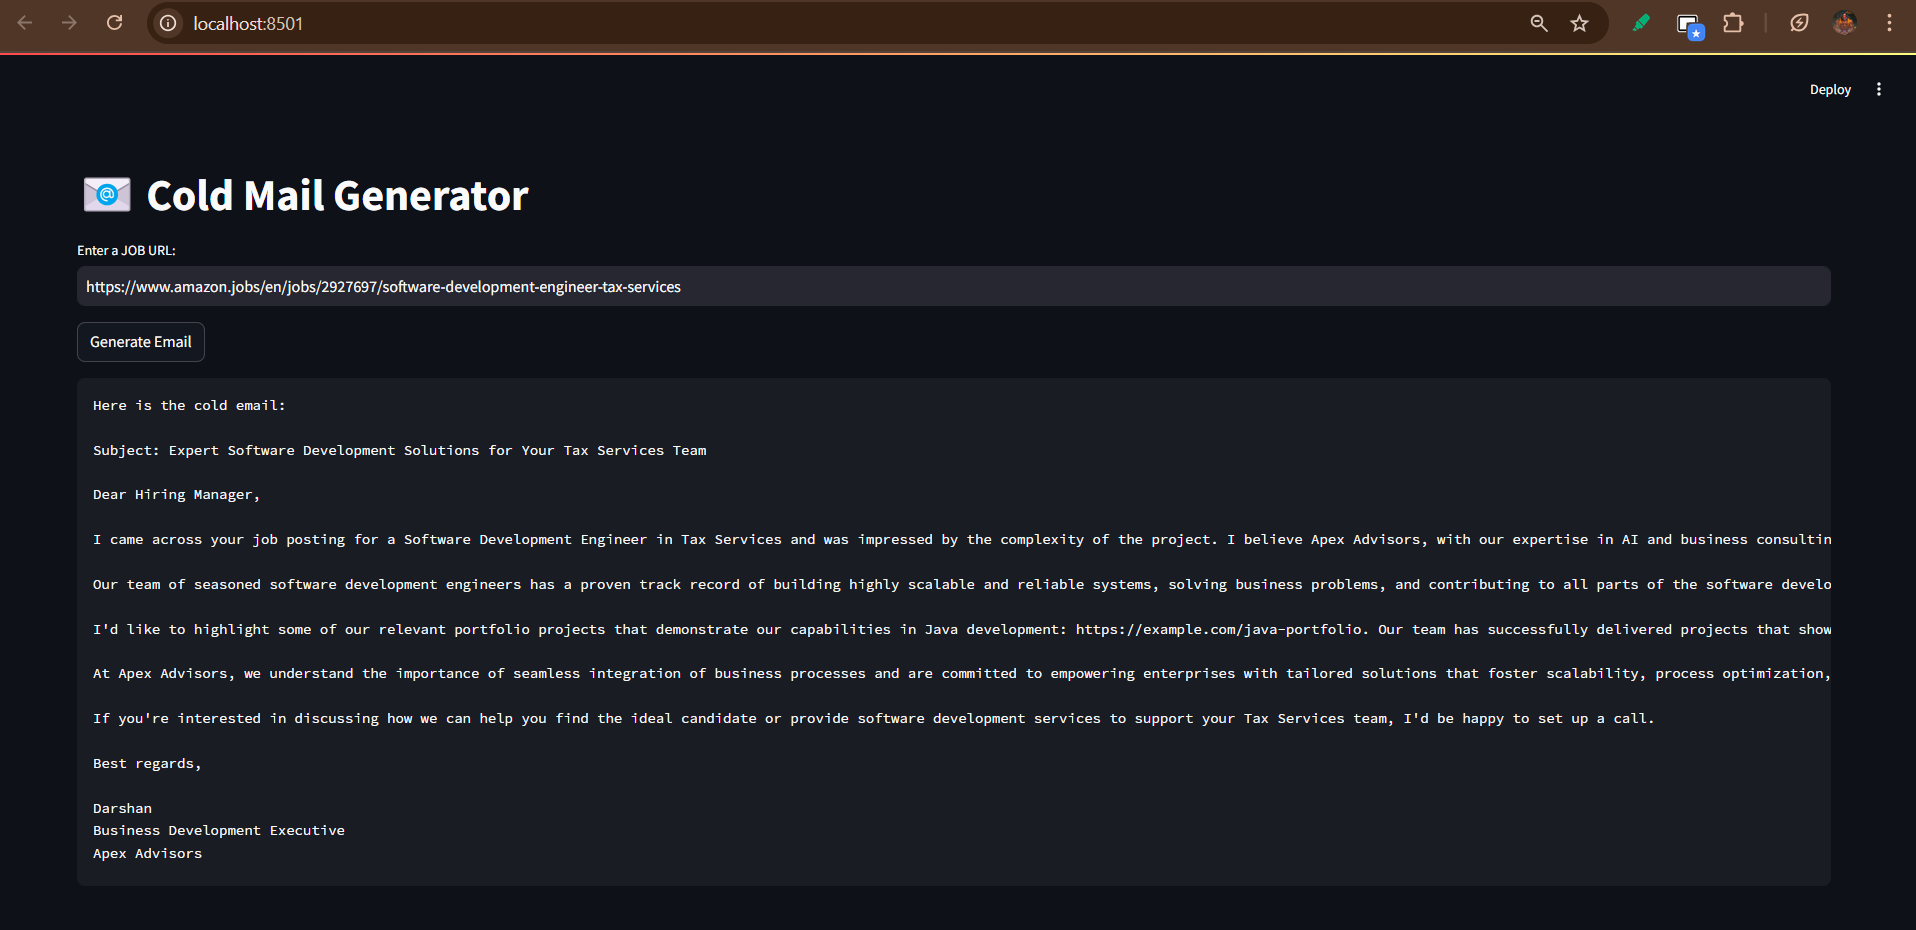 localhost:8501
Deploy
Cold Mail Generator
Enter a JOB URL:
https://www.amazon.jobs/en/jobs/2927697/software-development-engineer-tax-services
Generate Email
Here is the cold email:
Subject: Expert Software Development Solutions for Your Tax Services Team
Dear Hiring Manager,
I came across your job posting for a Software Development Engineer in Tax Services and was impressed by the complexity of the project. I believe Apex Advisors, with our expertise in AI and business consultin
Our team of seasoned software development engineers has a proven track record of building highly scalable and reliable systems, solving business problems, and contributing to all parts of the software develo
I'd like to highlight some of our relevant portfolio projects that demonstrate our capabilities in Java development: https://example.com/java-portfolio. Our team has successfully delivered projects that show
At Apex Advisors, we understand the importance of seamless integration of business processes and are committed to empowering enterprises with tailored solutions that foster scalability, process optimization,
If you're interested in discussing how we can help you find the ideal candidate or provide software development services to support your Tax Services team, I'd be happy to set up a call.
Best regards,
Darshan
Business Development Executive
Apex Advisors